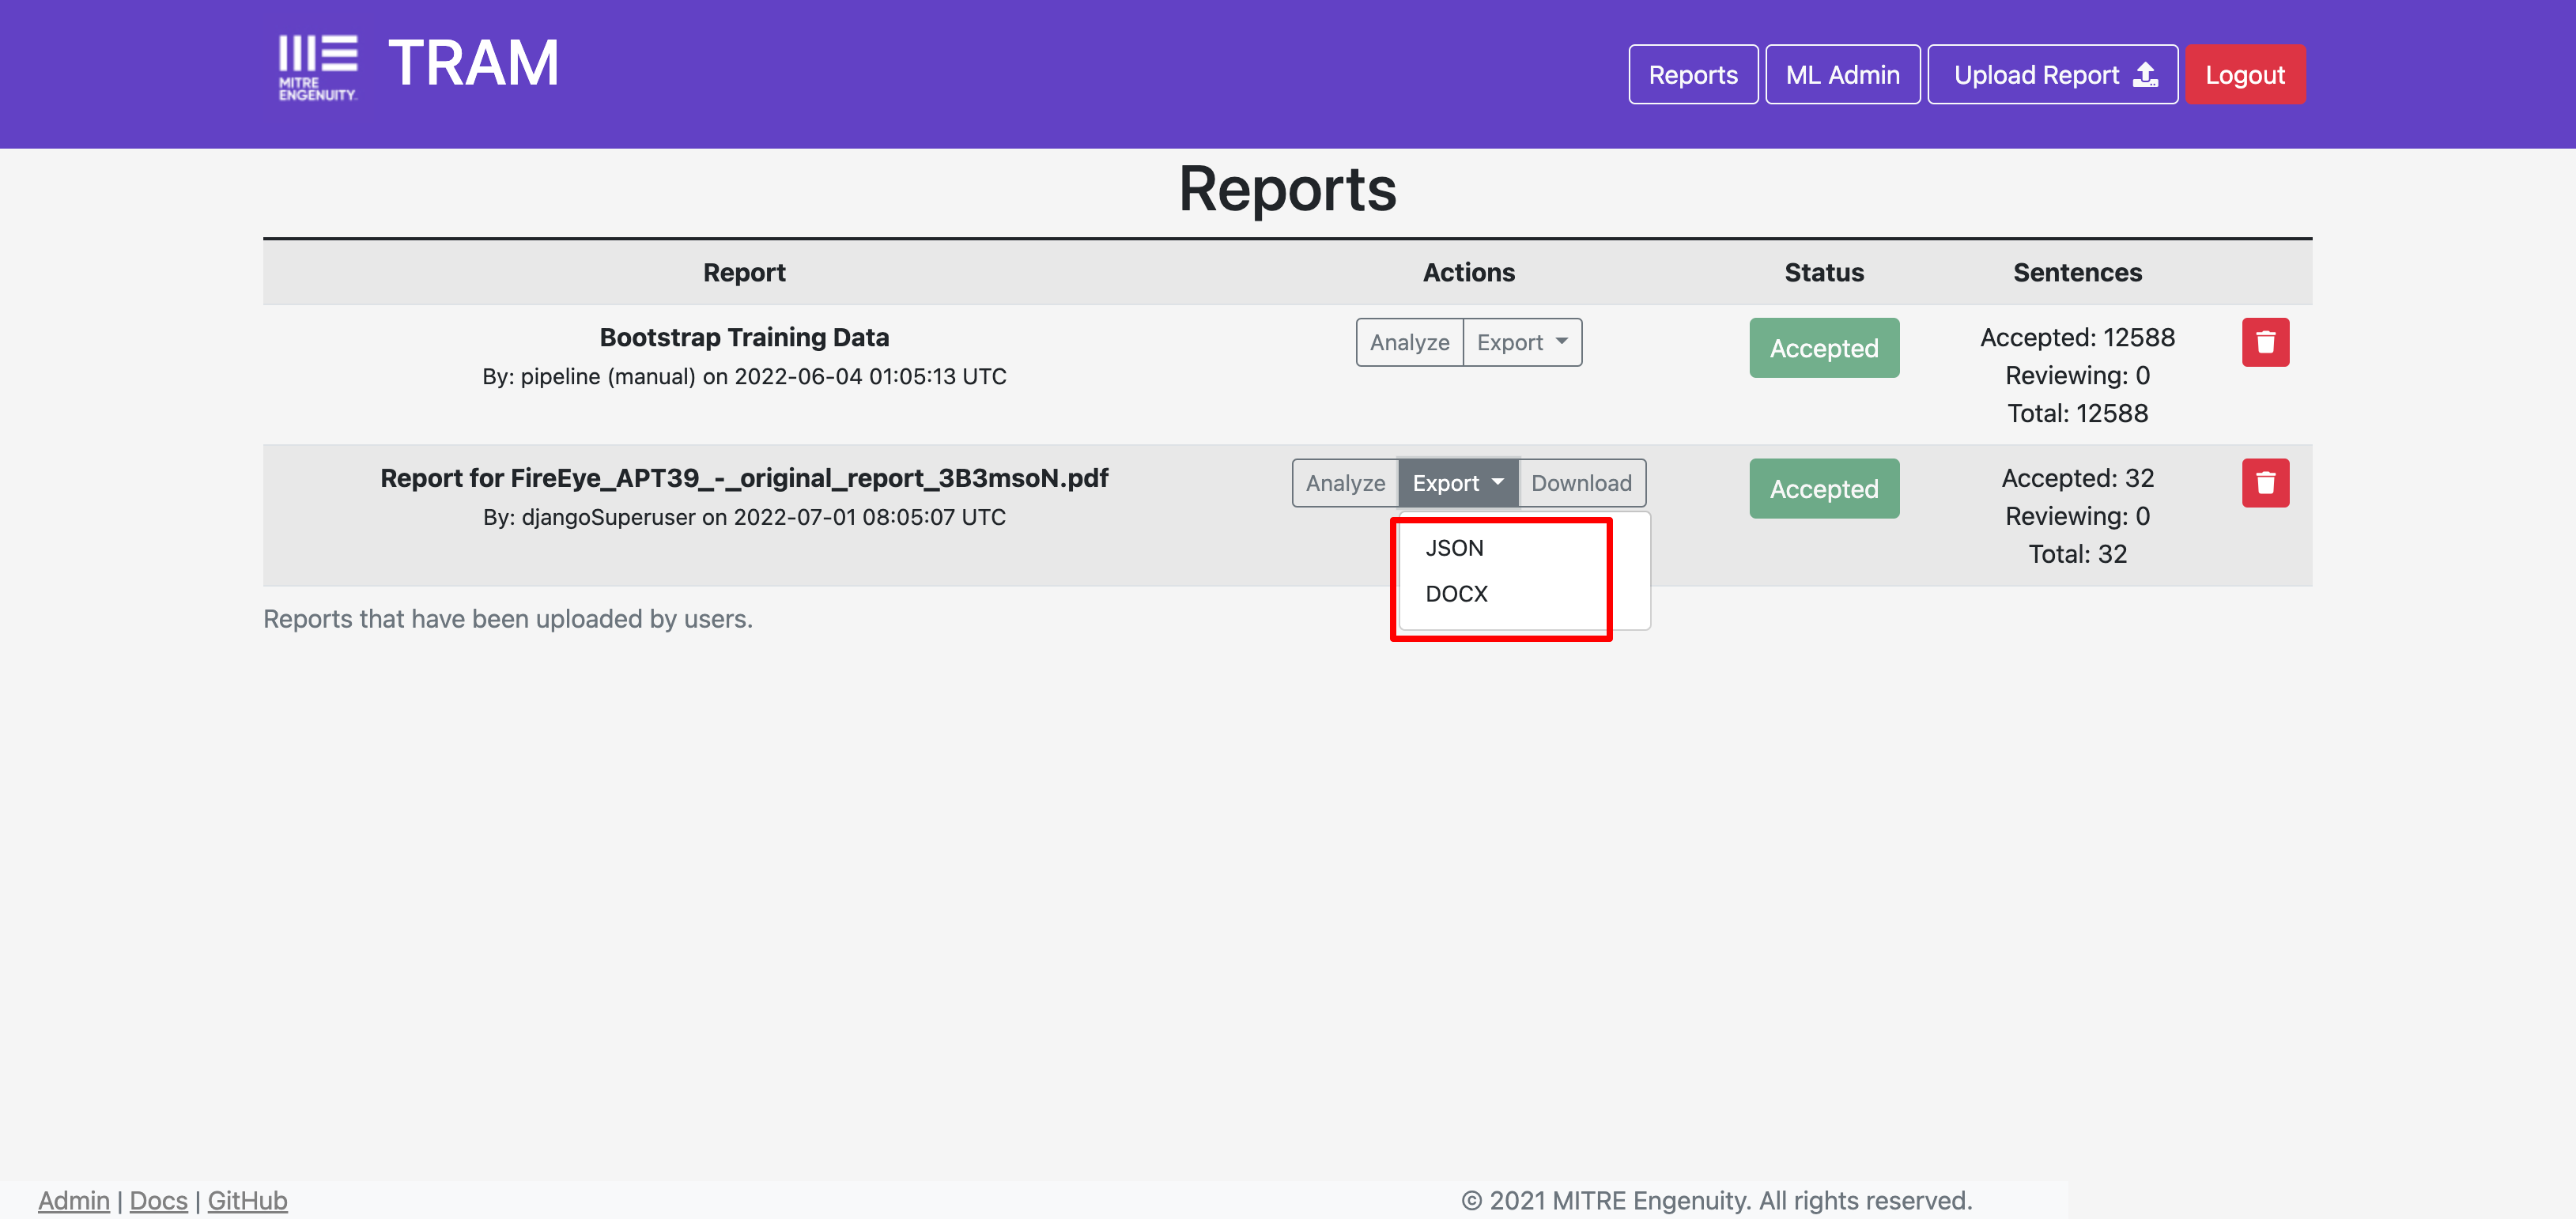 MITRE
ENGENUITY
TRAM
Reports
ML Admin
Upload Report
Logout
Reports
Report Actions Status Sentences
Bootstrap Training Data
By: pipeline (manual) on 2022-06-04 01:05:13 UTC
Analyze Export
Accepted
Accepted: 12588
Reviewing: 0
Total: 12588
Report for FireEye_APT39_-_original_report_3B3msoN.pdf
By: djangoSuperuser on 2022-07-01 08:05:07 UTC
Analyze Export Download
JSON
DOCX
Accepted
Accepted: 32
Reviewing: 0
Total: 32
Reports that have been uploaded by users.
Admin | Docs | GitHub
© 2021 MITRE Engenuity. All rights reserved.